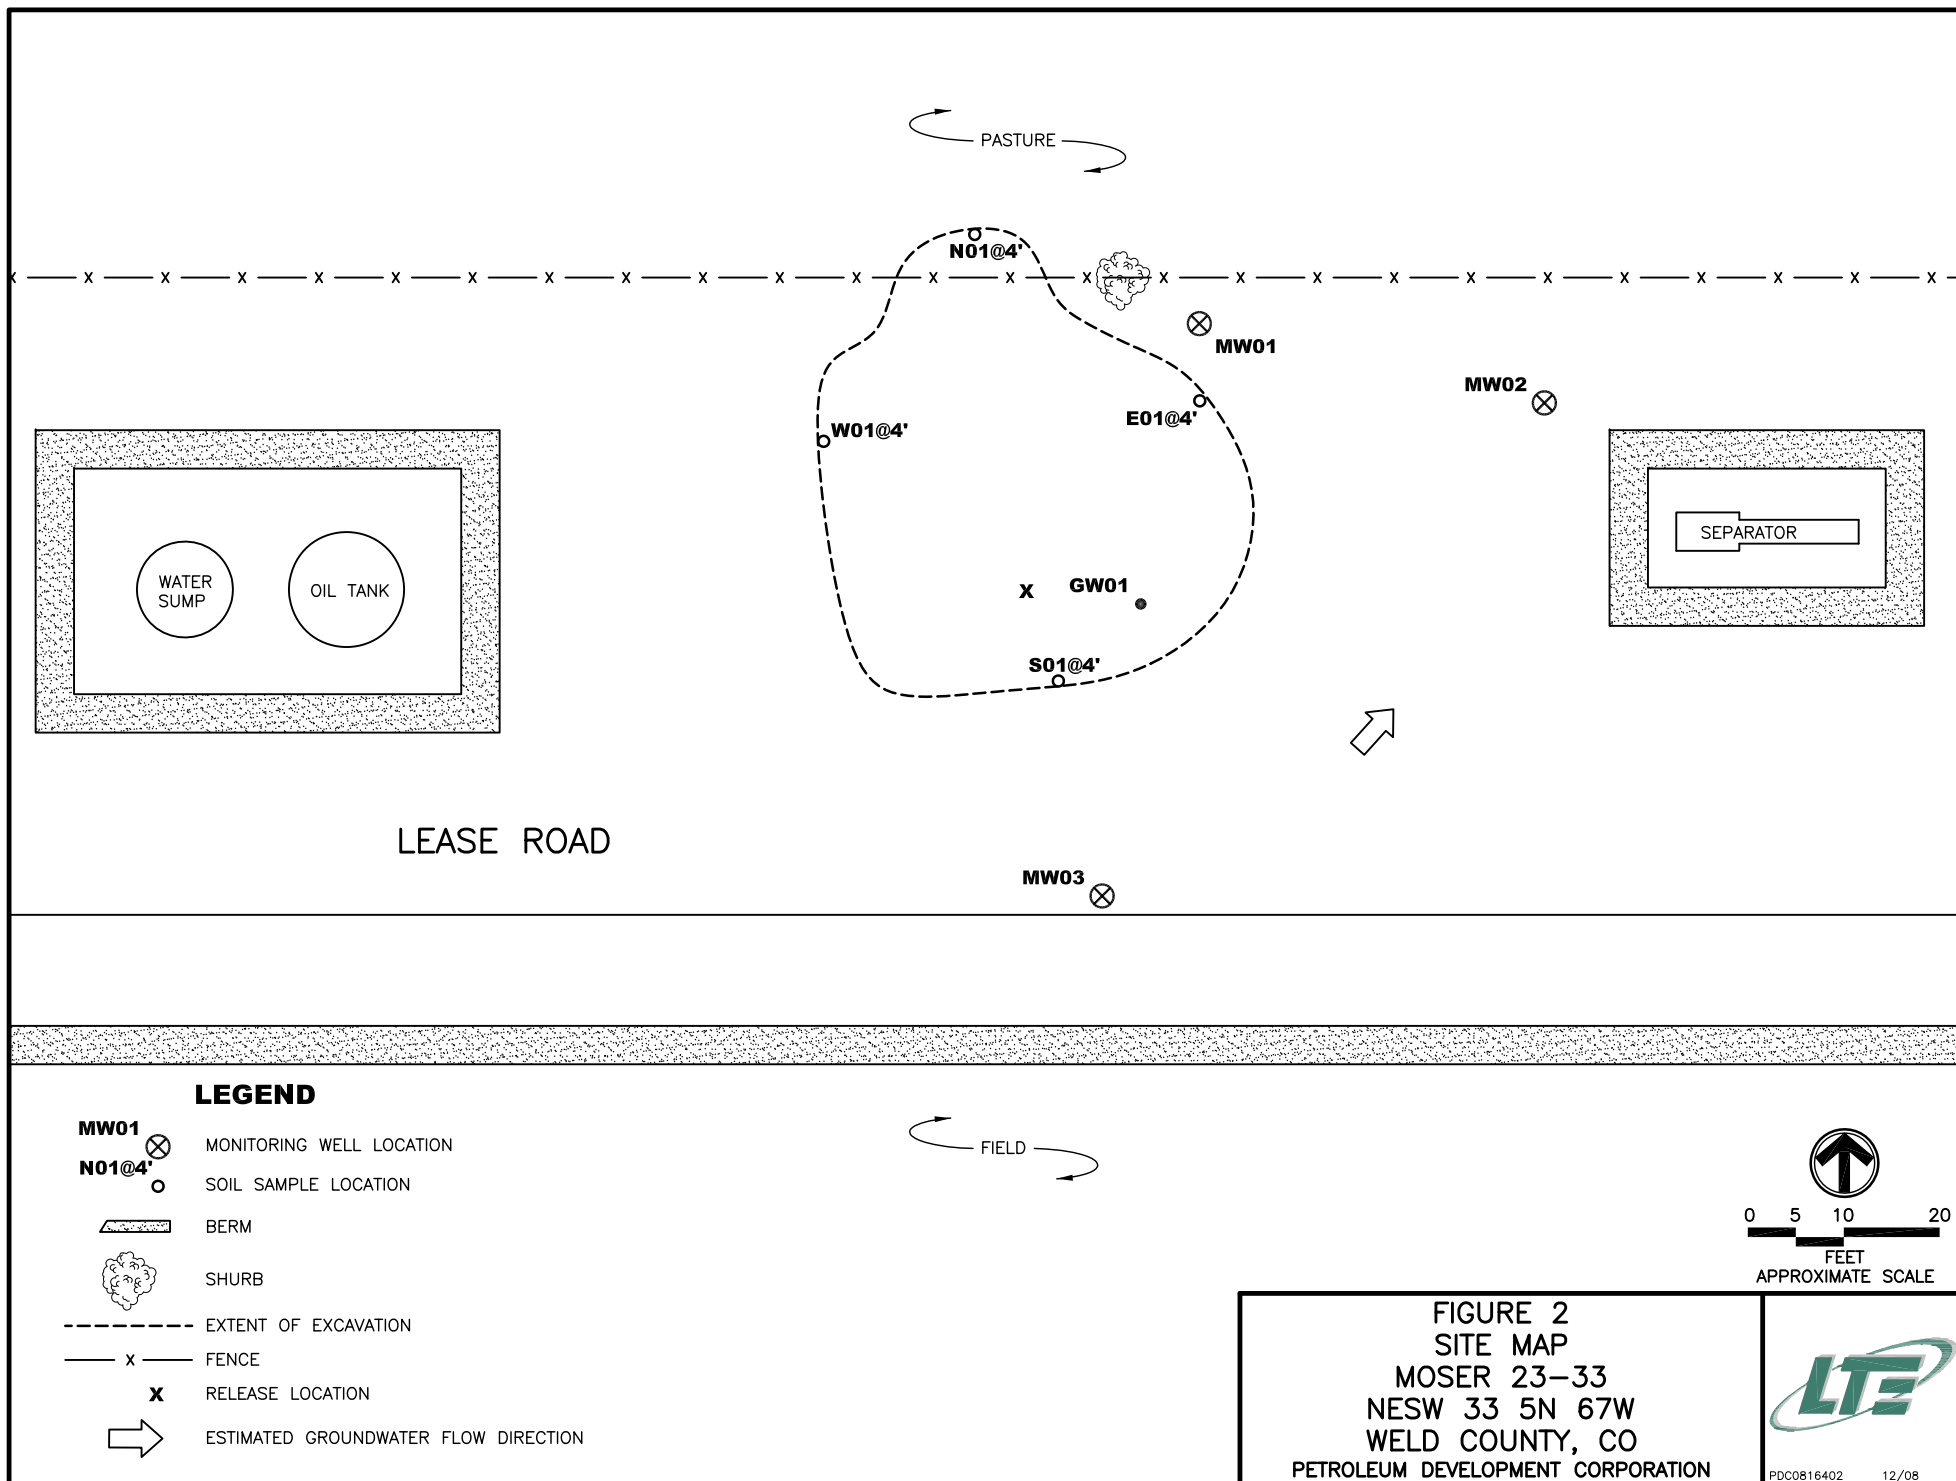 PASTURE
N01@4'
MW01
MW02
E01@4'
W01@4'
SEPARATOR
WATER
SUMP
OIL TANK
X
GW01
S01@4'
LEASE ROAD
MW03
LEGEND
MW01
MONITORING WELL LOCATION
N01@4'
SOIL SAMPLE LOCATION
BERM
SHURB
EXTENT OF EXCAVATION
X FENCE
X RELEASE LOCATION
ESTIMATED GROUNDWATER FLOW DIRECTION
FIELD
0 5 10 20
FEET
APPROXIMATE SCALE
FIGURE 2
SITE MAP
MOSER 23-33
NESW 33 5N 67W
WELD COUNTY, CO
PETROLEUM DEVELOPMENT CORPORATION
LTE
PDC0816402 12/08